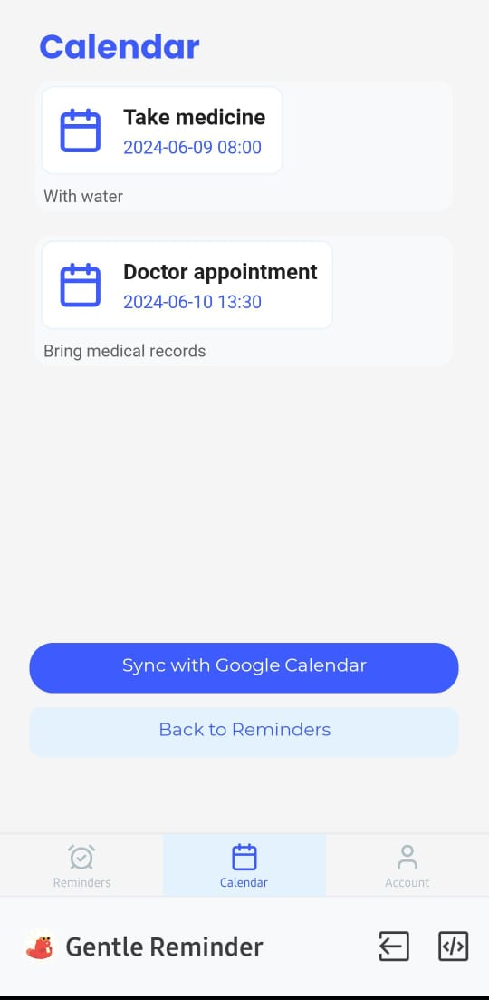 Calendar
Take medicine
2024-06-09 08:00
With water
Doctor appointment
2024-06-10 13:30
Bring medical records
Sync with Google Calendar
Back to Reminders
Reminders
Calendar
Account
Gentle Reminder